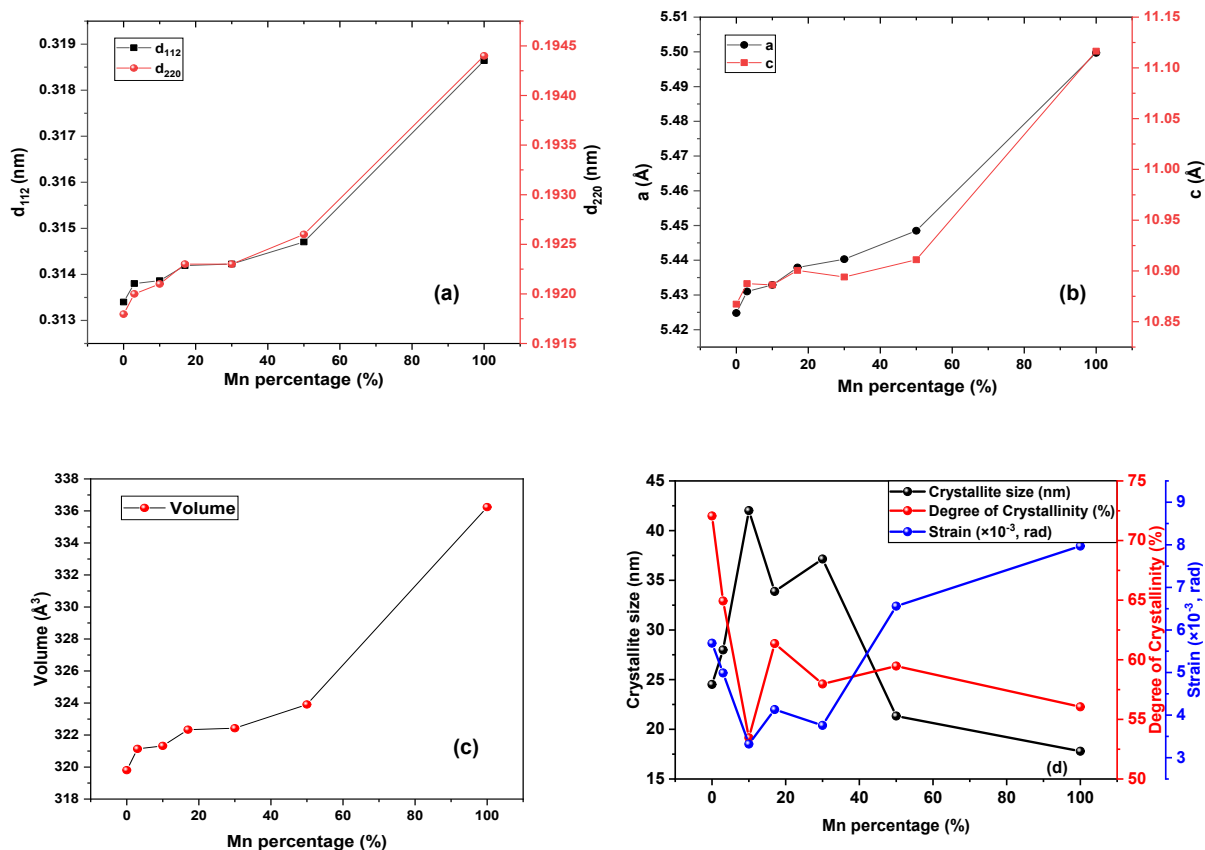 0.319
0.318
0.317
0.316
0.315
0.314
0.313
d₁₁₂ (nm)
d₁₁₂
d₂₂₀
(a)
0.1945
0.1940
0.1935
0.1930
0.1925
0.1920
0.1915
d₂₂₀ (nm)
0 20 40 60 80 100
Mn percentage (%)
5.51
5.50
5.49
5.48
5.47
5.46
5.45
5.44
5.43
5.42
a (Å)
a
c
(b)
11.15
11.10
11.05
11.00
10.95
10.90
10.85
c (Å)
0 20 40 60 80 100
Mn percentage (%)
338
336
334
332
330
328
326
324
322
320
318
Volume (Å³)
Volume
(c)
0 20 40 60 80 100
Mn percentage (%)
45
40
35
30
25
20
15
Crystallite size (nm)
Crystallite size (nm)
Degree of Crystallinity (%)
Strain (×10⁻³, rad)
(d)
75
70
65
60
55
50
Degree of Crystallinity (%)
9
8
7
6
5
4
3
Strain (×10⁻³, rad)
0 20 40 60 80 100
Mn percentage (%)